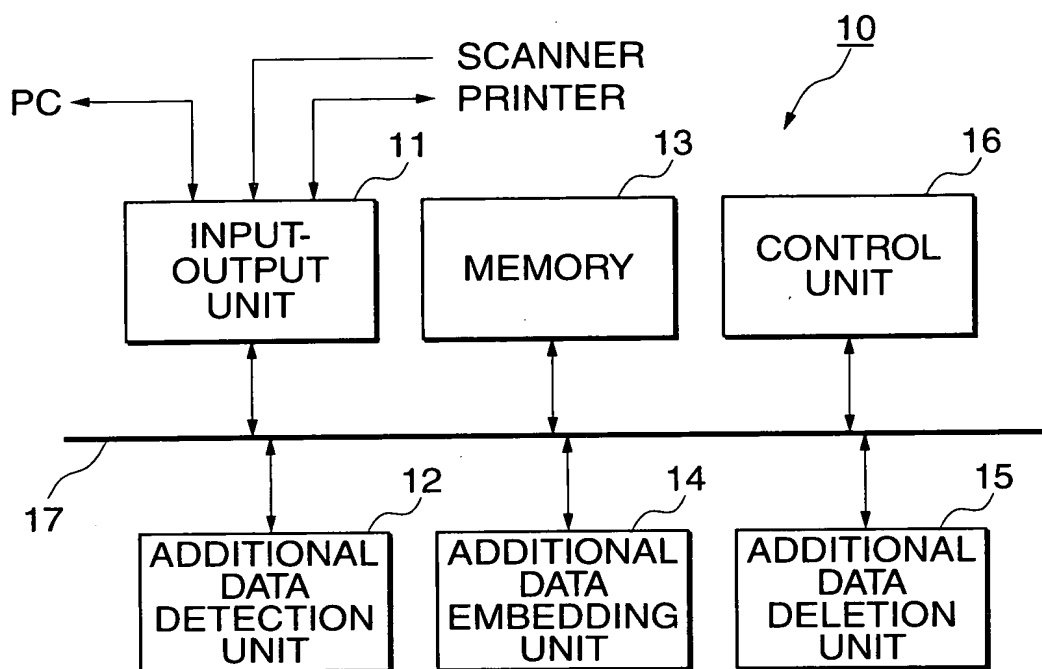 10
SCANNER
PC
PRINTER
11
13
16
INPUT-
OUTPUT
UNIT
MEMORY
CONTROL
UNIT
17
12
14
15
ADDITIONAL
DATA
DETECTION
UNIT
ADDITIONAL
DATA
EMBEDDING
UNIT
ADDITIONAL
DATA
DELETION
UNIT